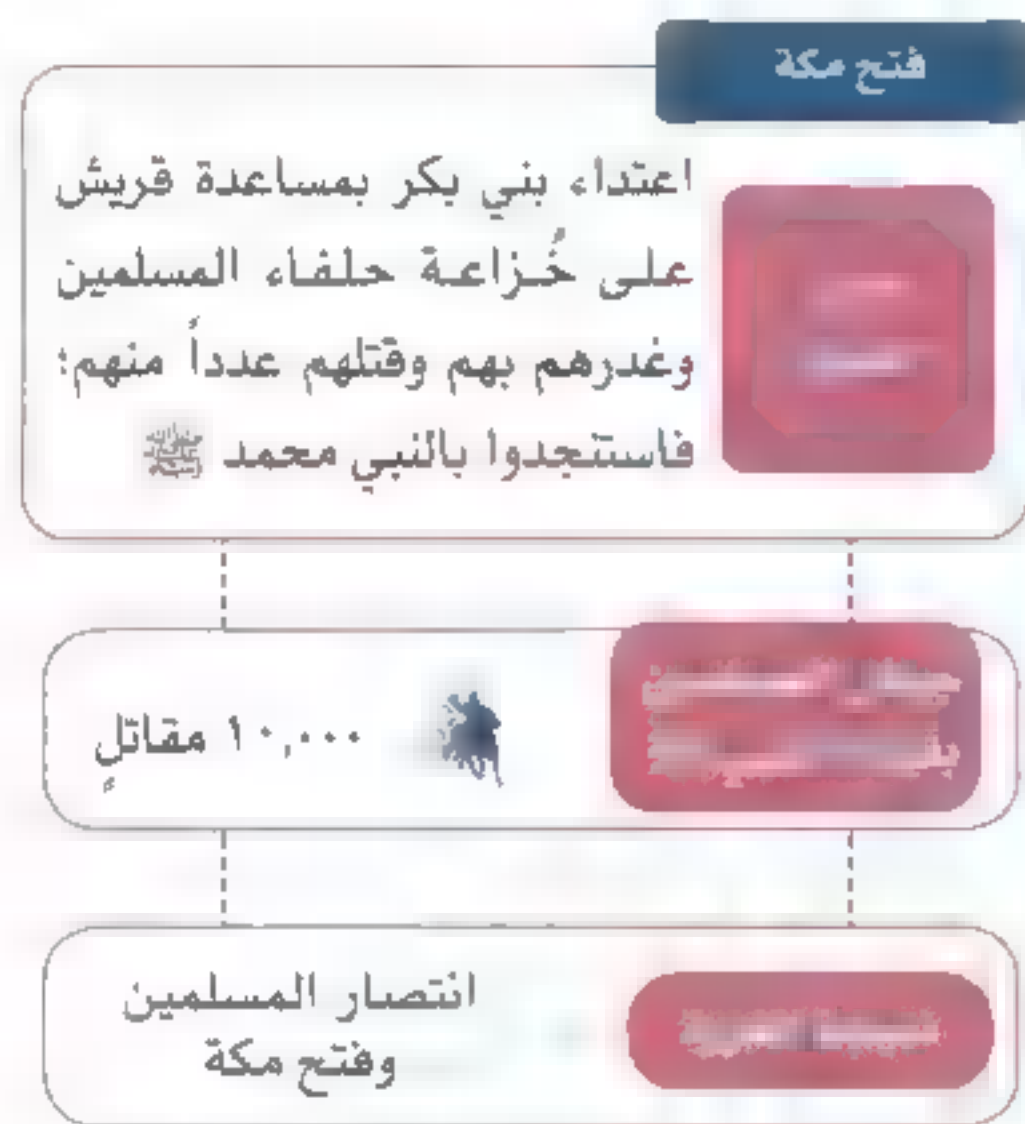 فتح مكة
اعتداء بني بكر بمساعدة قريش
على خُزاعة حلفاء المسلمين
وغدرهم بهم وقتلهم عدداً منهم؛
فاستنجدوا بالنبي محمد ﷺ
١٠,٠٠٠ مقاتلٍ
انتصار المسلمين
وفتح مكة